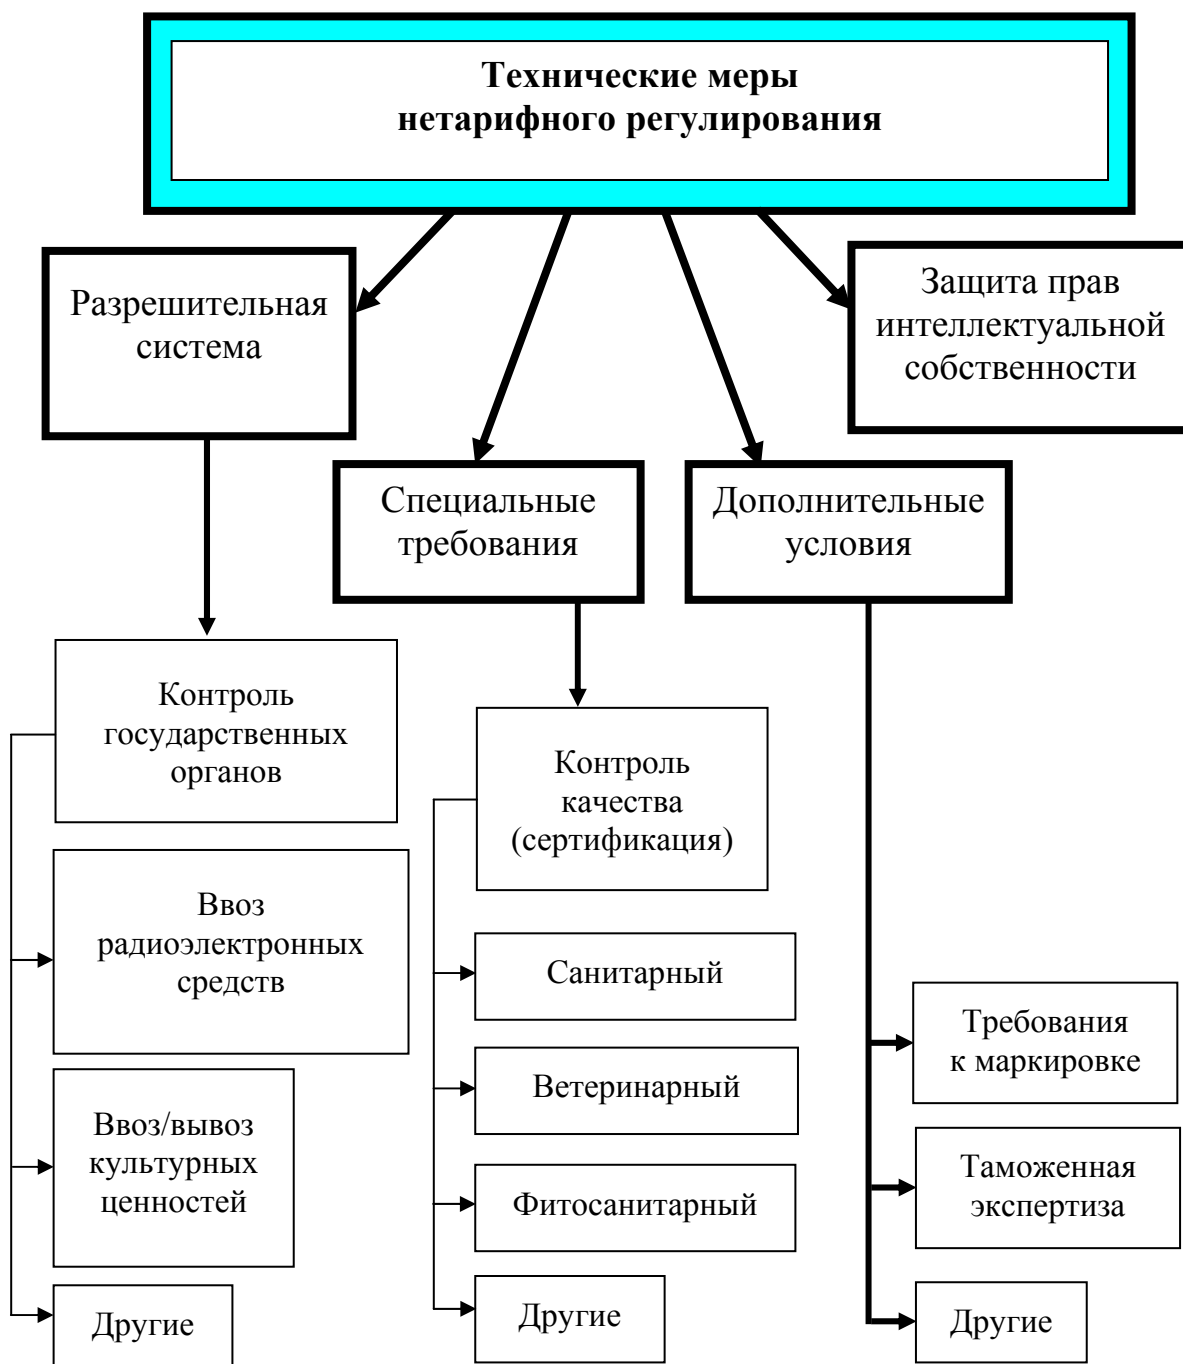 Технические меры
нетарифного регулирования
Разрешительная
система
Защита прав
интеллектуальной
собственности
Специальные
требования
Дополнительные
условия
Контроль
государственных
органов
Ввоз
радиоэлектронных
средств
Ввоз/вывоз
культурных
ценностей
Другие
Контроль
качества
(сертификация)
Санитарный
Ветеринарный
Фитосанитарный
Другие
Требования
к маркировке
Таможенная
экспертиза
Другие